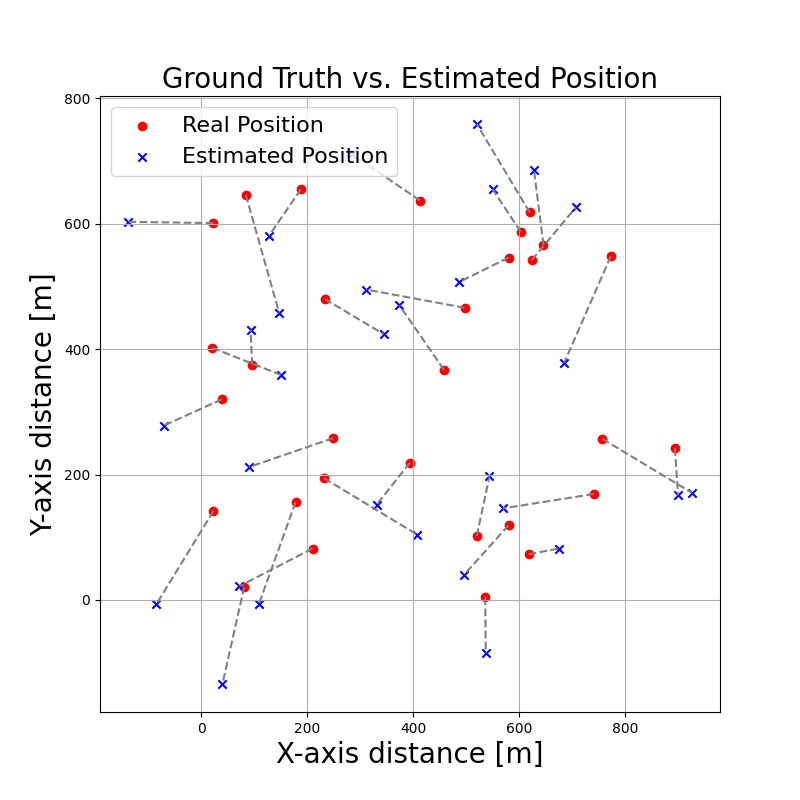 Ground Truth vs. Estimated Position
Real Position
Estimated Position
Y-axis distance [m]
800
600
400
200
0
0 200 400 600 800
X-axis distance [m]